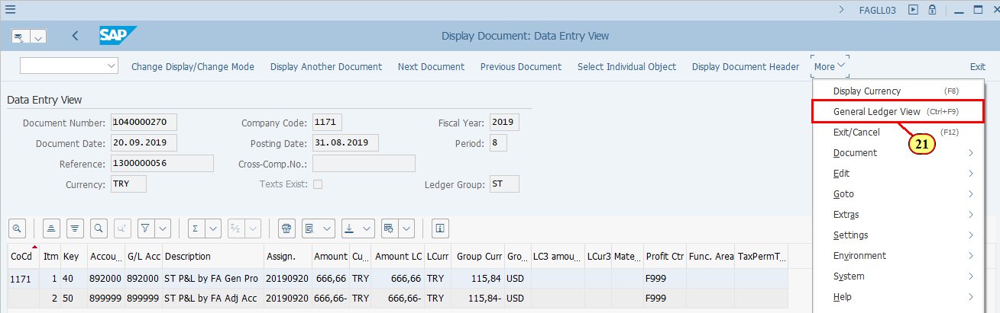 FAGLL03
SAP
Display Document: Data Entry View
Change Display/Change Mode Display Another Document Next Document Previous Document Select Individual Object Display Document Header More Exit
Display Currency (F8)
General Ledger View (Ctrl+F9)
Exit/Cancel (F12)
21
Document
Edit
Goto
Extras
Settings
Environment
System
Help
Data Entry View
Document Number: 1040000270 Company Code: 1171 Fiscal Year: 2019
Document Date: 20.09.2019 Posting Date: 31.08.2019 Period: 8
Reference: 1300000056 Cross-Comp.No.:
Currency: TRY Texts Exist: Ledger Group: ST
CoCd Itm Key Accou... G/L Acc Description Assign. Amount Cu... Amount LC LCurr Group Curr Gro... LC3 amou... LCur3 Mate... Profit Ctr Func. Area TaxPermT...
1171 1 40 892000 892000 ST P&L by FA Gen Pro 20190920 666,66 TRY 666,66 TRY 115,84 USD F999
2 50 899999 899999 ST P&L by FA Adj Acc 20190920 666,66- TRY 666,66- TRY 115,84- USD F999